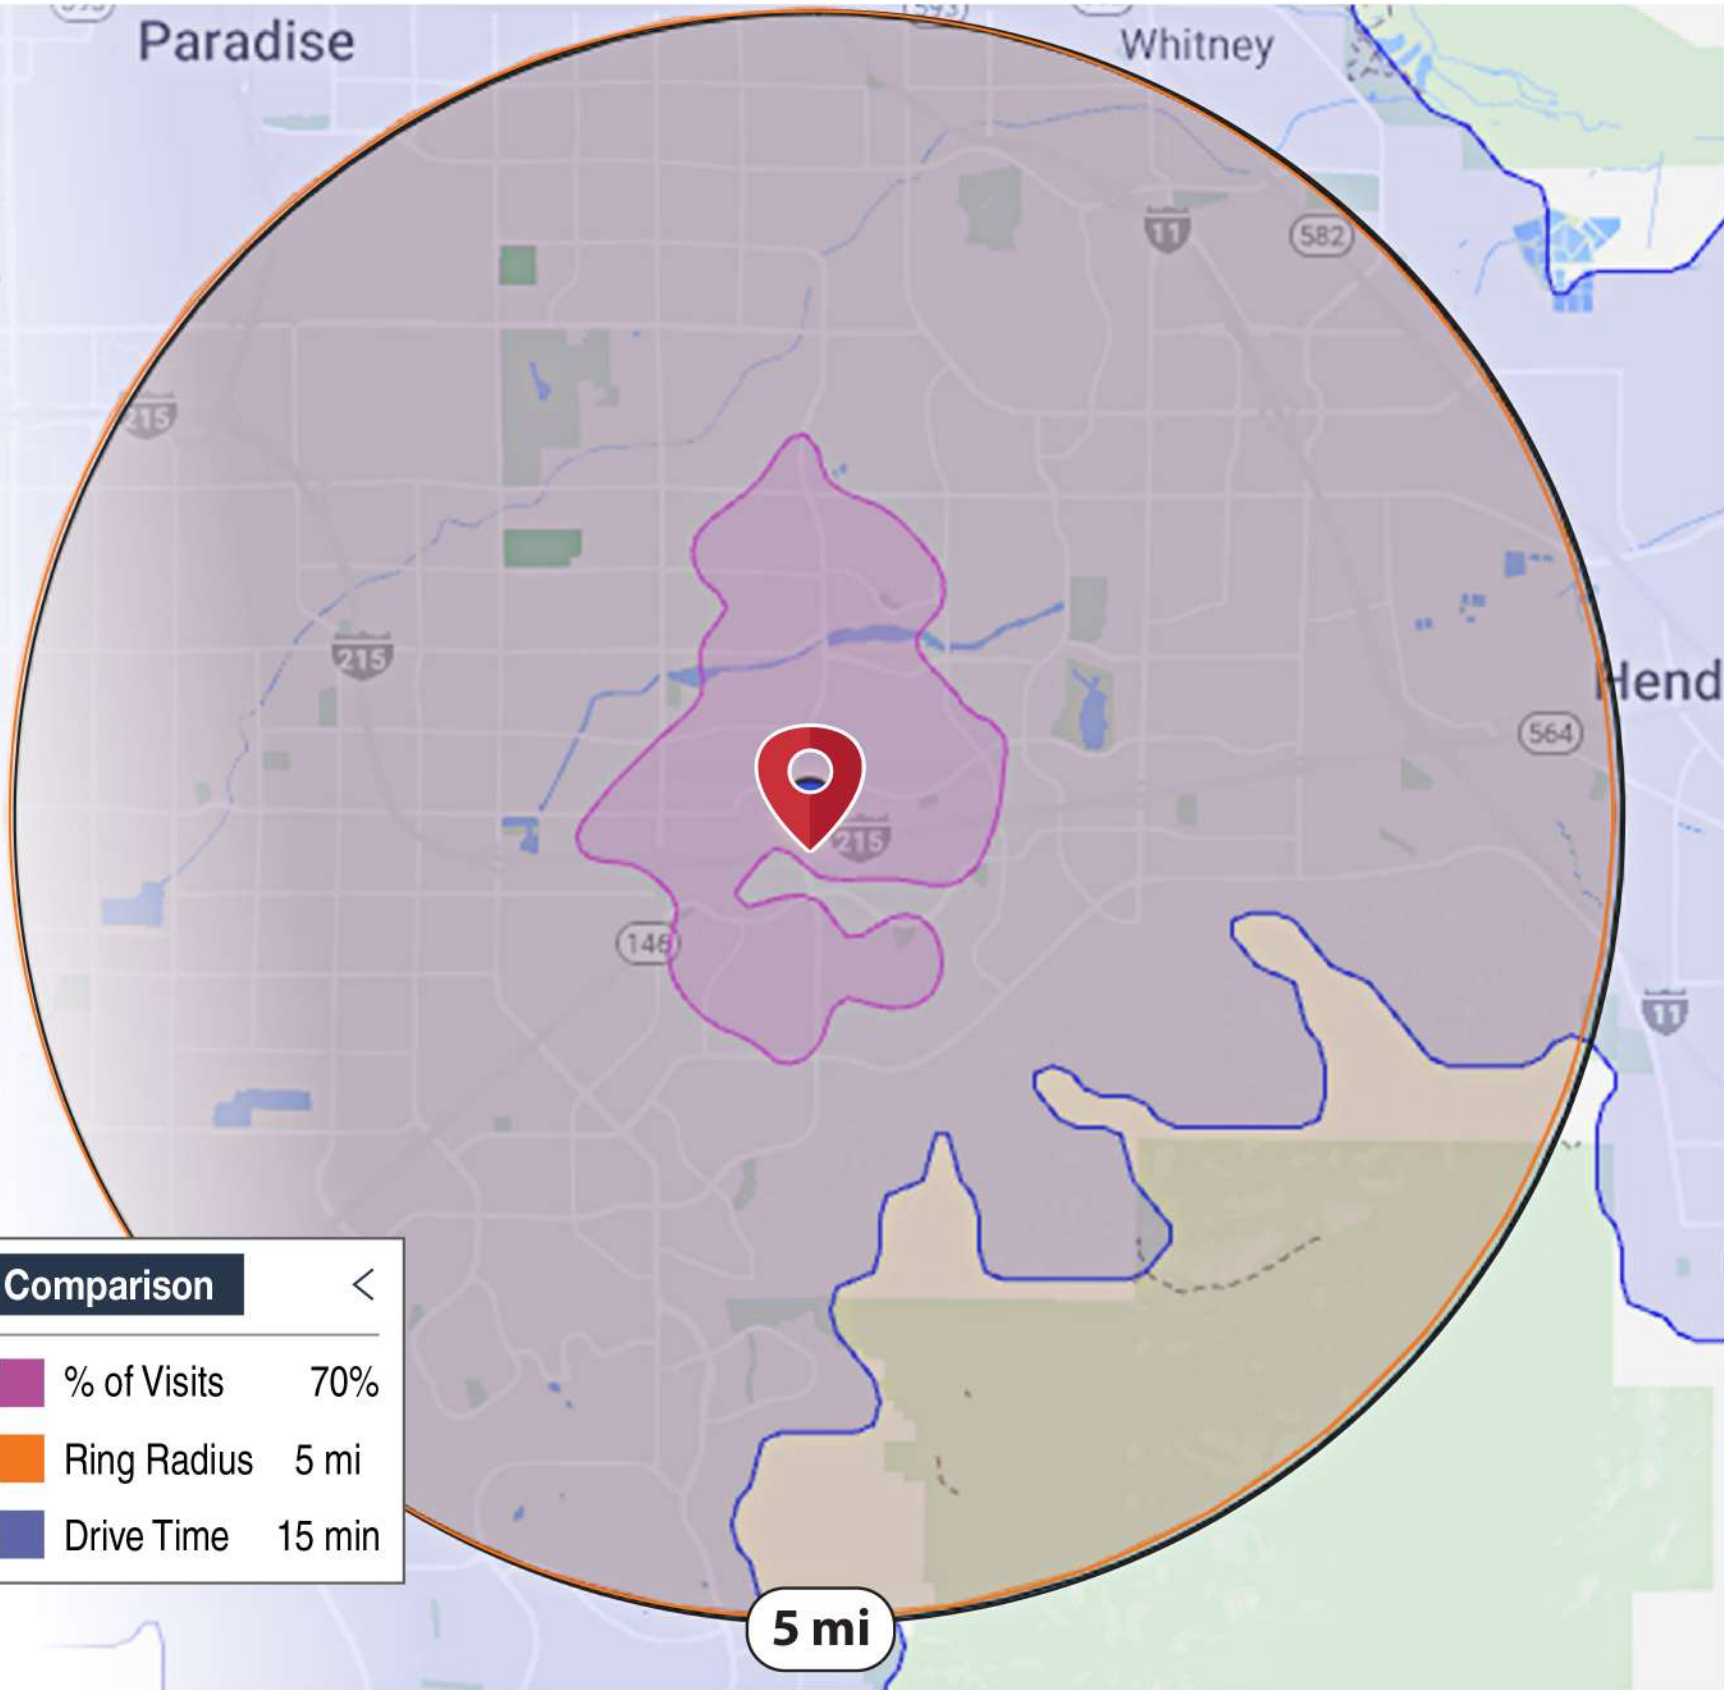 593
Paradise
Whitney
11
582
215
215
Hend
564
215
146
11
Comparison <
% of Visits 70%
Ring Radius 5 mi
Drive Time 15 min
5 mi